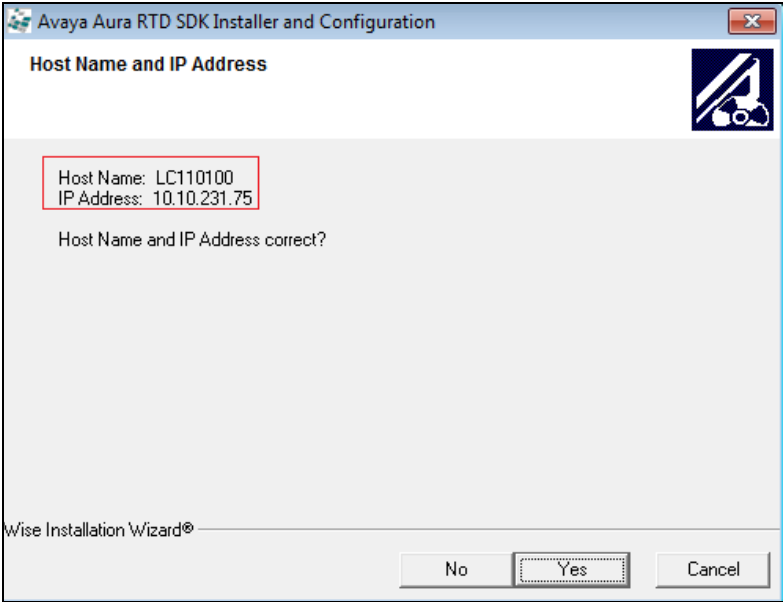 Avaya Aura RTD SDK Installer and Configuration
Host Name and IP Address
Host Name: LC110100
IP Address: 10.10.231.75
Host Name and IP Address correct?
Wise Installation Wizard®
No Yes Cancel